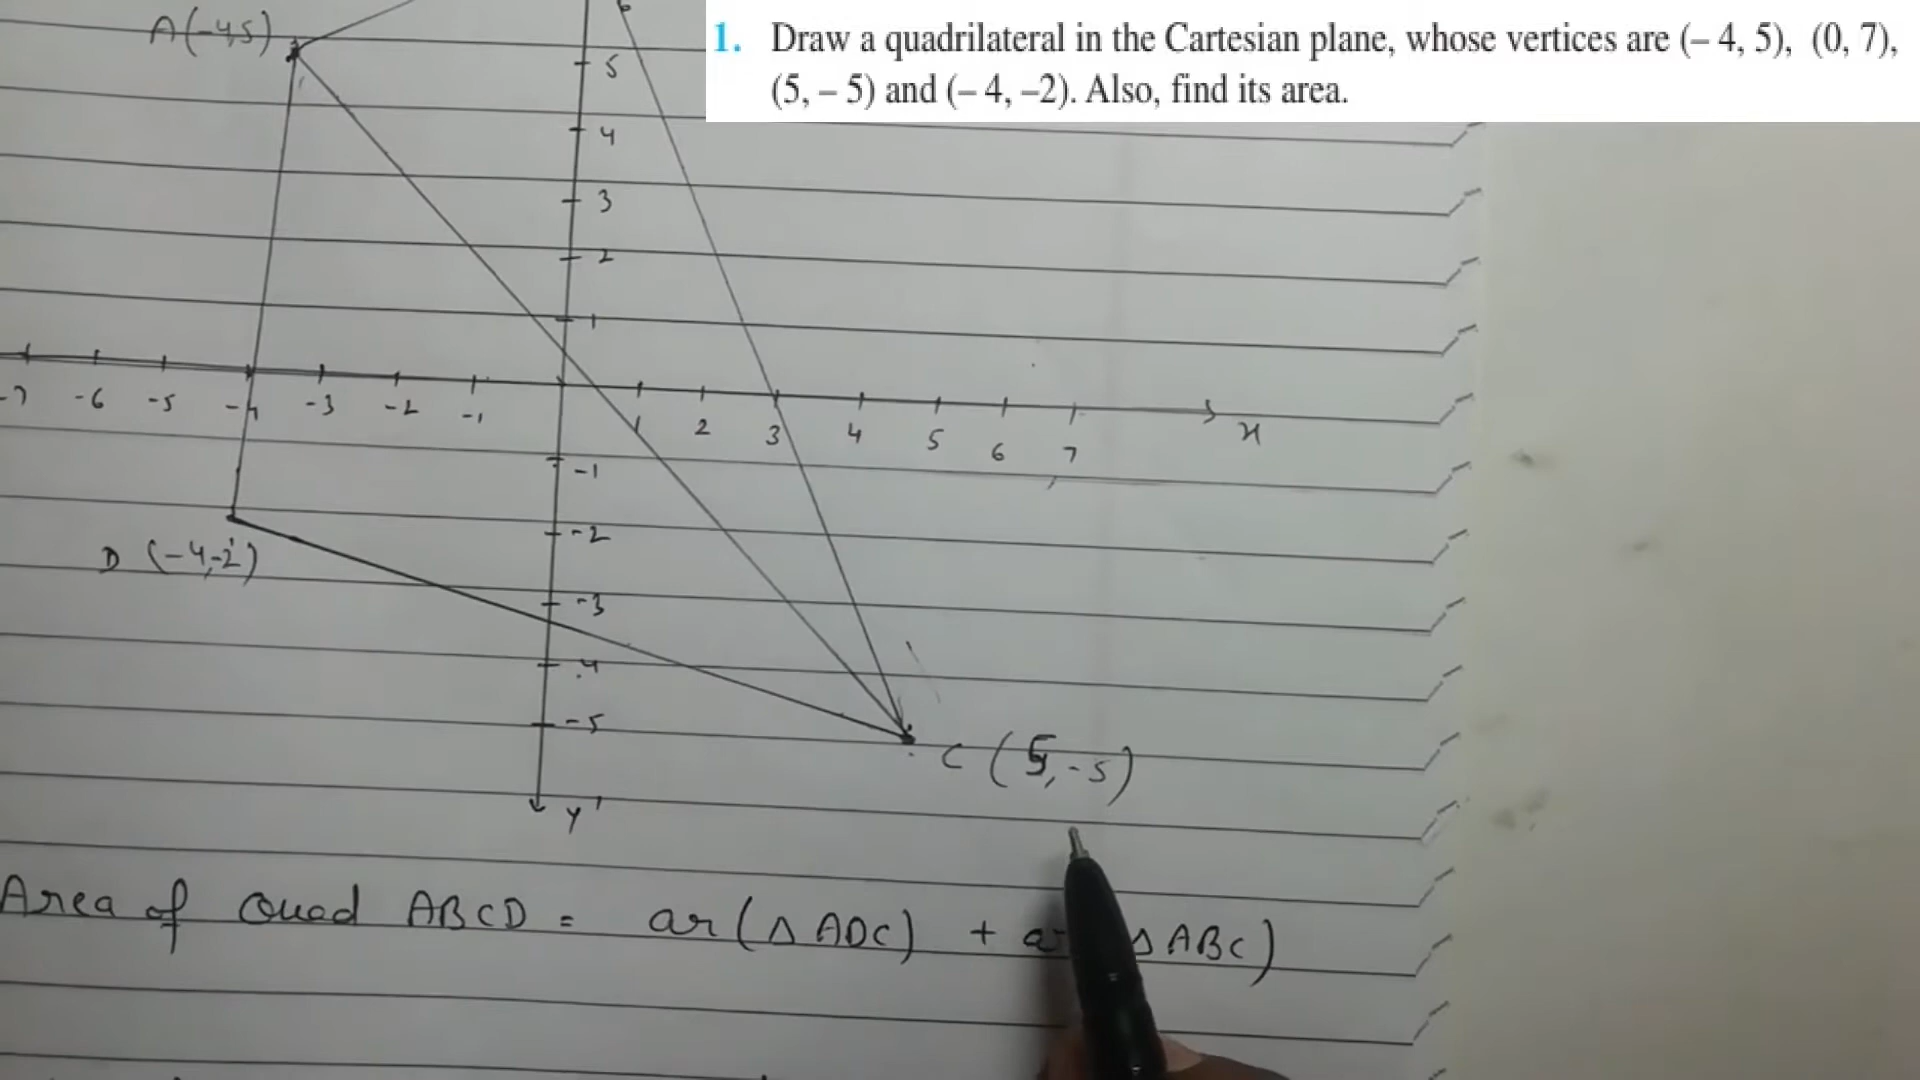 1. Draw a quadrilateral in the Cartesian plane, whose vertices are (– 4, 5), (0, 7),
(5, – 5) and (– 4, –2). Also, find its area.
A(-4,5)
5
4
3
2
1
-7 -6 -5 -4 -3 -2 -1 1 2 3 4 5 6 7 x
-1
-2
D (-4,-2)
-3
-4
-5
C (5,-5)
Y'
Area of Quad ABCD = ar(Δ ADC) + Δ ABC)